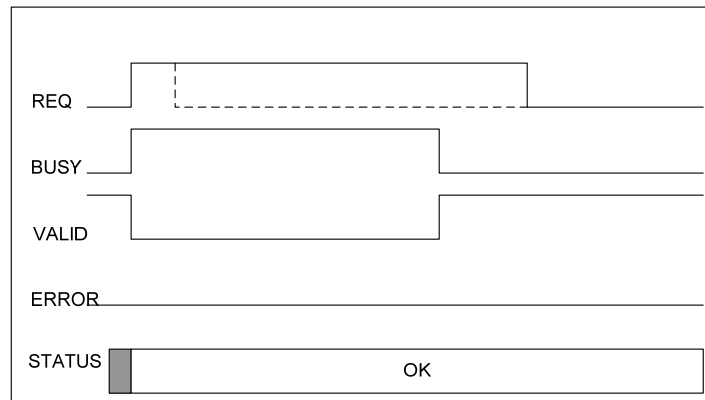 REQ
BUSY
VALID
ERROR
STATUS
OK